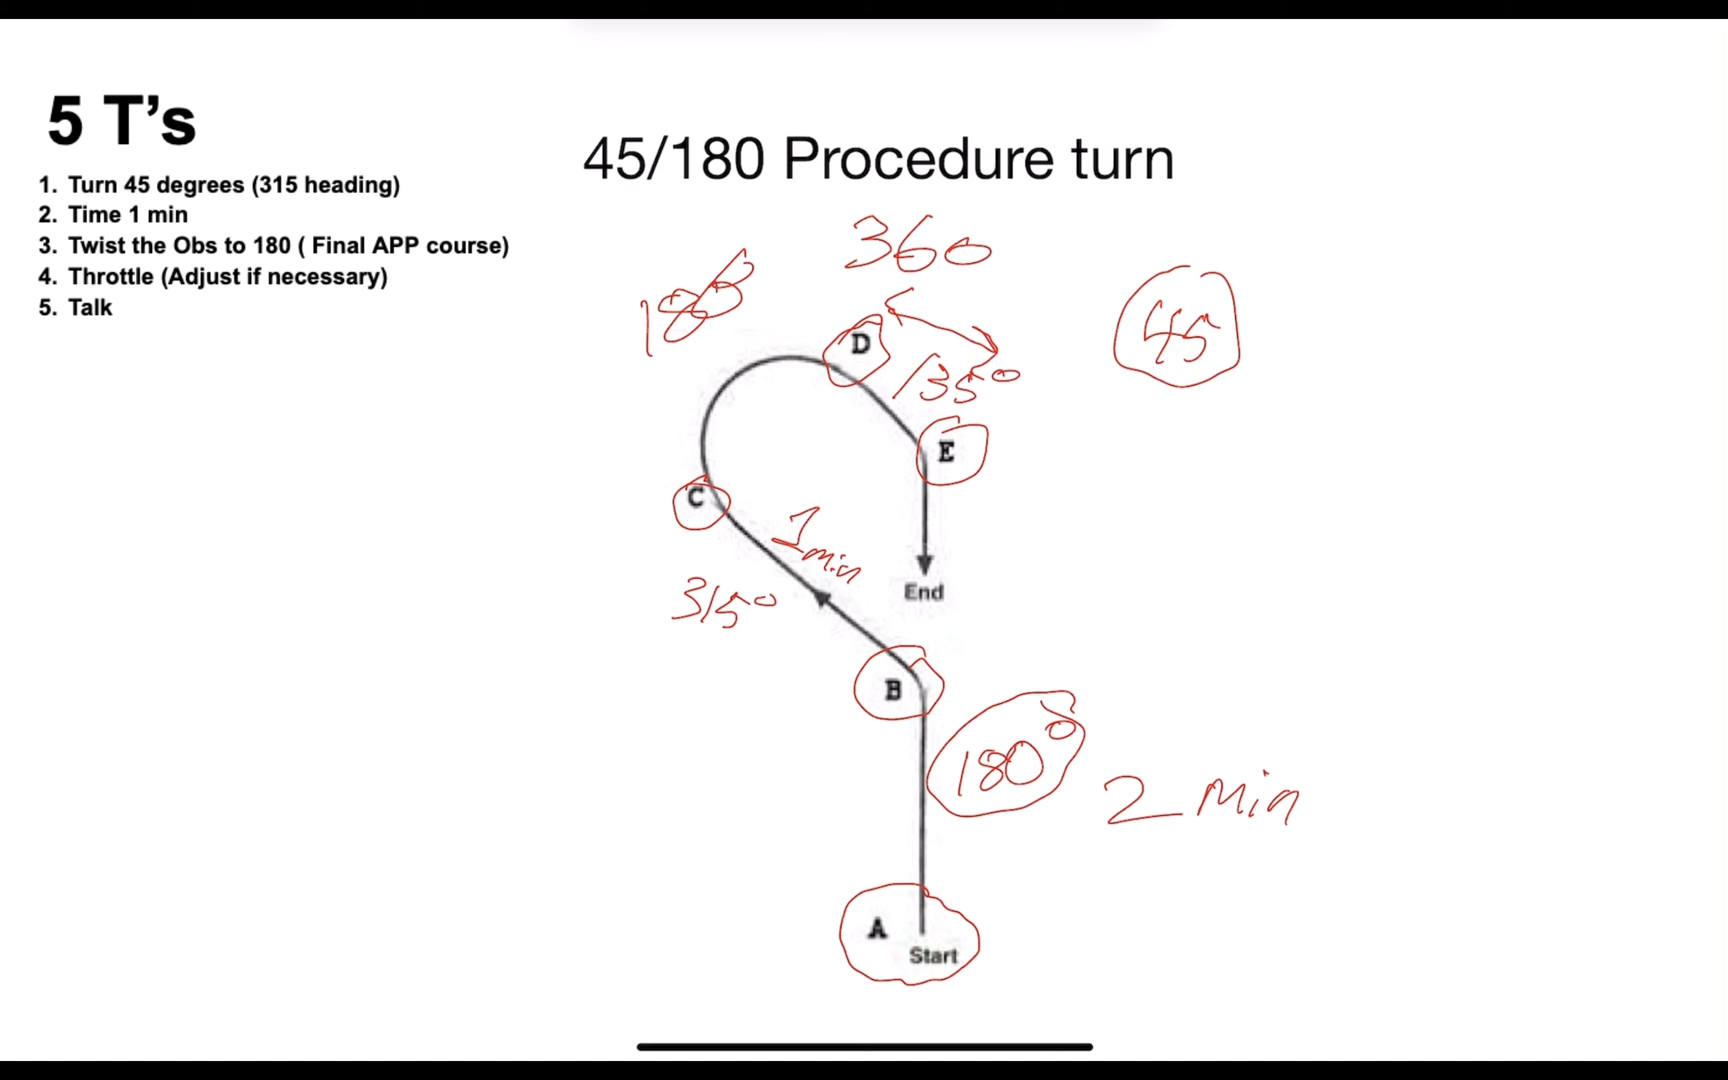 5 T’s
1. Turn 45 degrees (315 heading)
2. Time 1 min
3. Twist the Obs to 180 ( Final APP course)
4. Throttle (Adjust if necessary)
5. Talk
45/180 Procedure turn
360
180
45
D
135°
E
C
1 min
315°
End
B
180°
2 Min
A
Start